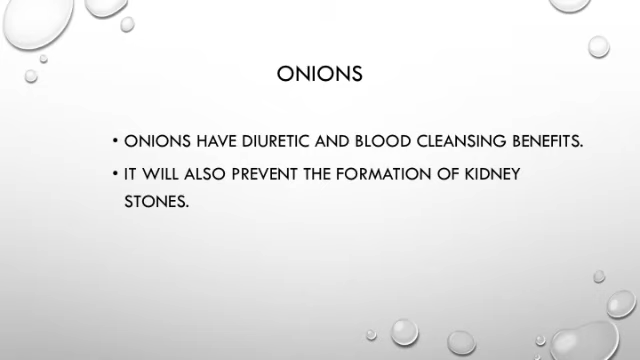 ONIONS
• ONIONS HAVE DIURETIC AND BLOOD CLEANSING BENEFITS.
• IT WILL ALSO PREVENT THE FORMATION OF KIDNEY
STONES.